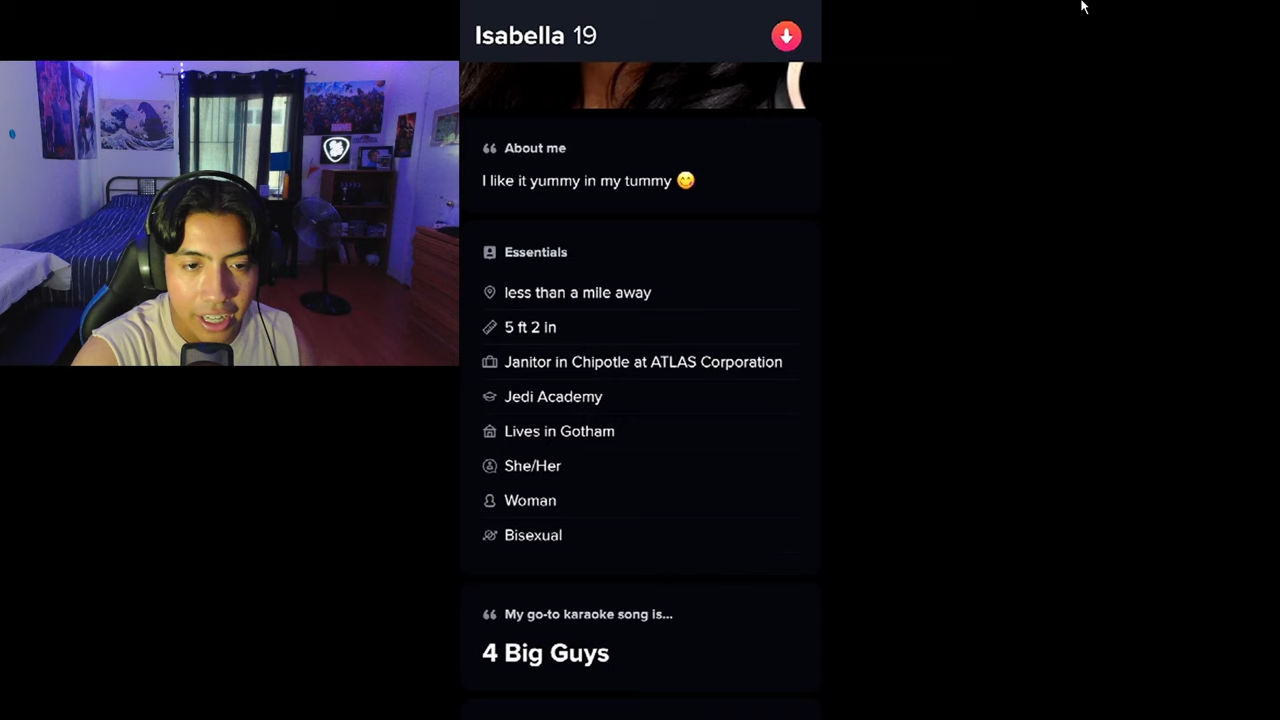 Isabella 19
About me
I like it yummy in my tummy 😋
Essentials
less than a mile away
5 ft 2 in
Janitor in Chipotle at ATLAS Corporation
Jedi Academy
Lives in Gotham
She/Her
Woman
Bisexual
My go-to karaoke song is...
4 Big Guys
MARVEL